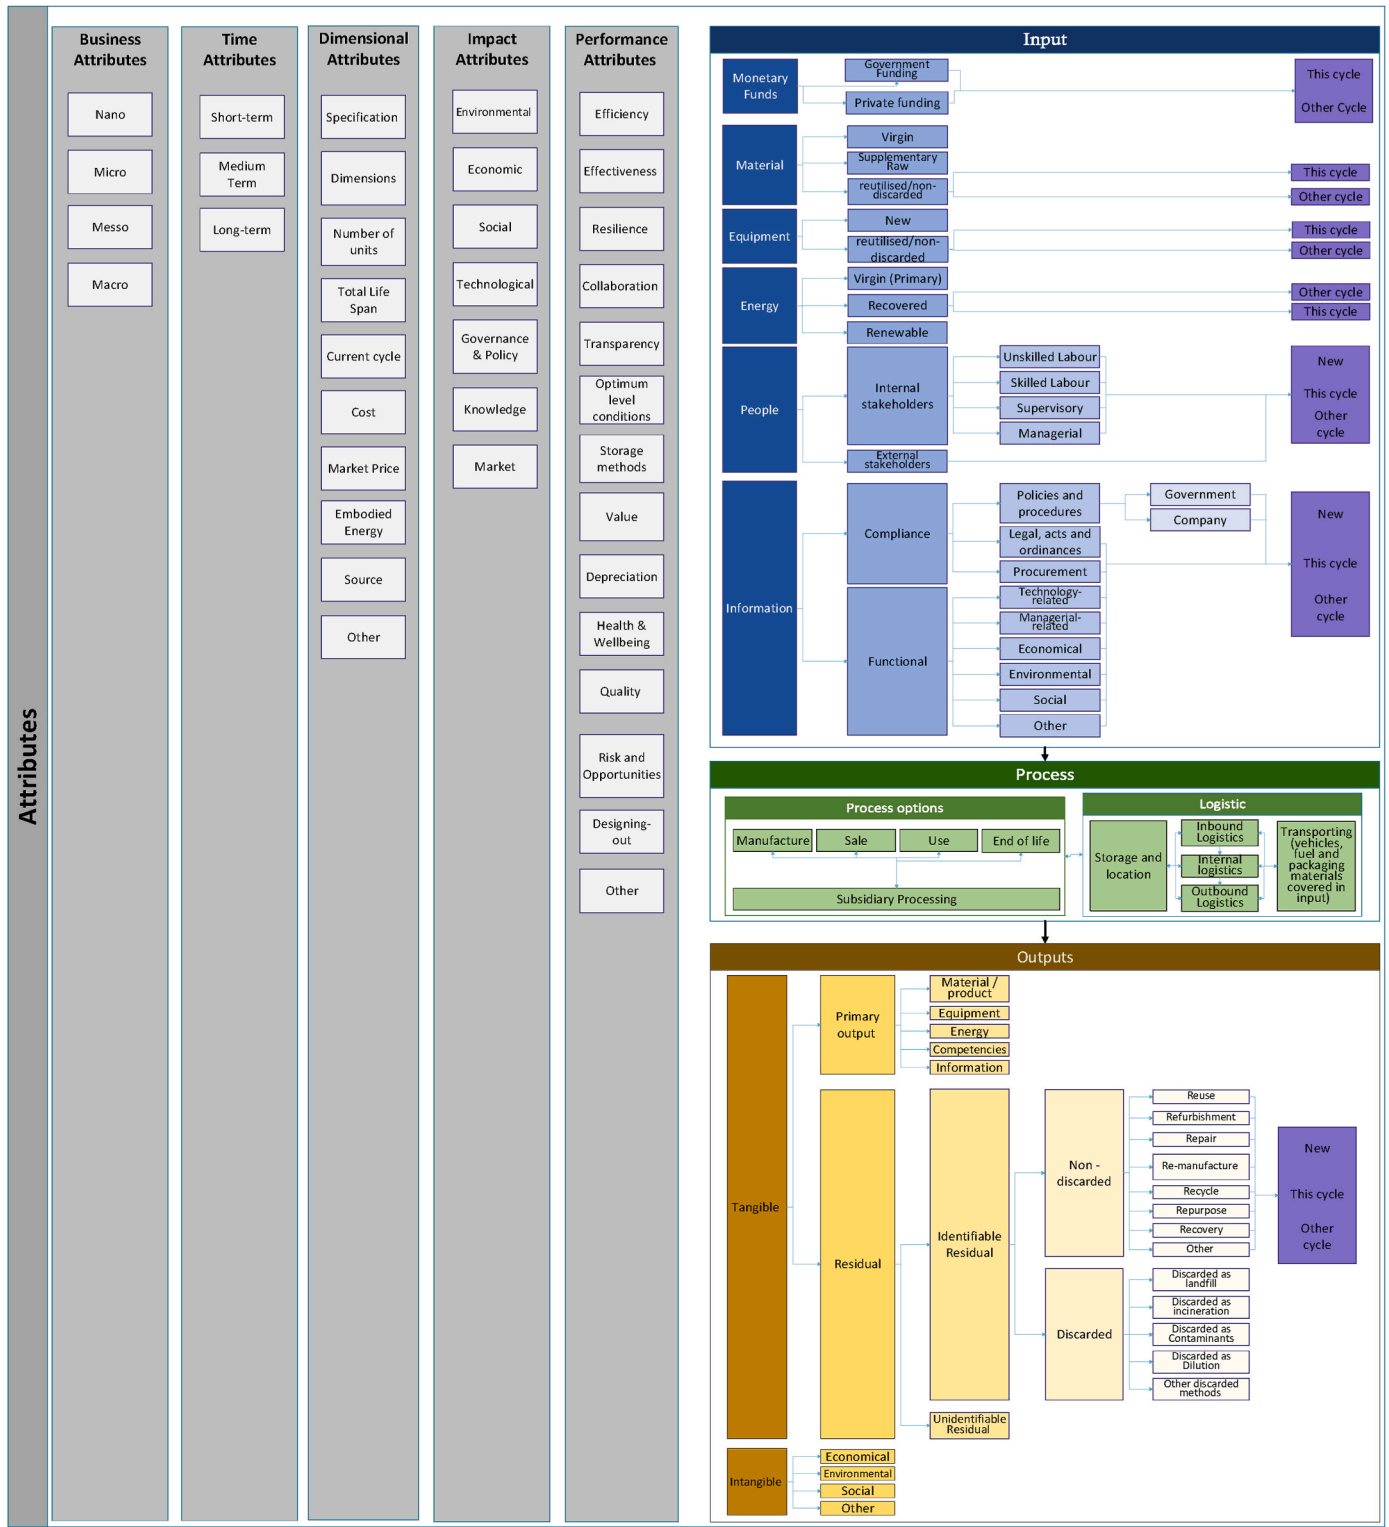 Attributes
Business
Attributes
Nano
Micro
Messo
Macro
Time
Attributes
Short-term
Medium
Term
Long-term
Dimensional
Attributes
Specification
Dimensions
Number of
units
Total Life
Span
Current cycle
Cost
Market Price
Embodied
Energy
Source
Other
Impact
Attributes
Environmental
Economic
Social
Technological
Governance
& Policy
Knowledge
Market
Performance
Attributes
Efficiency
Effectiveness
Resilience
Collaboration
Transparency
Optimum
level
conditions
Storage
methods
Value
Depreciation
Health &
Wellbeing
Quality
Risk and
Opportunities
Designing-
out
Other
Input
Monetary
Funds
Government
Funding
Private funding
This cycle
Other Cycle
Material
Virgin
Supplementary
Raw
reutilised/non-
discarded
This cycle
Other cycle
Equipment
New
reutilised/non-
discarded
This cycle
Other cycle
Energy
Virgin (Primary)
Recovered
Renewable
Other cycle
This cycle
People
Internal
stakeholders
Unskilled Labour
Skilled Labour
Supervisory
Managerial
External
stakeholders
New
This cycle
Other
cycle
Information
Compliance
Policies and
procedures
Government
Company
Legal, acts and
ordinances
Procurement
Functional
Technology-
related
Managerial-
related
Economical
Environmental
Social
Other
New
This cycle
Other
cycle
Process
Process options
Manufacture
Sale
Use
End of life
Subsidiary Processing
Logistic
Storage and
location
Inbound
Logistics
Internal
logistics
Outbound
Logistics
Transporting
(vehicles,
fuel and
packaging
materials
covered in
input)
Outputs
Tangible
Primary
output
Material /
product
Equipment
Energy
Competencies
Information
Residual
Identifiable
Residual
Non -
discarded
Reuse
Refurbishment
Repair
Re-manufacture
Recycle
Repurpose
Recovery
Other
New
This cycle
Other
cycle
Discarded
Discarded as
landfill
Discarded as
incineration
Discarded as
Contaminants
Discarded as
Dilution
Other discarded
methods
Unidentifiable
Residual
Intangible
Economical
Environmental
Social
Other